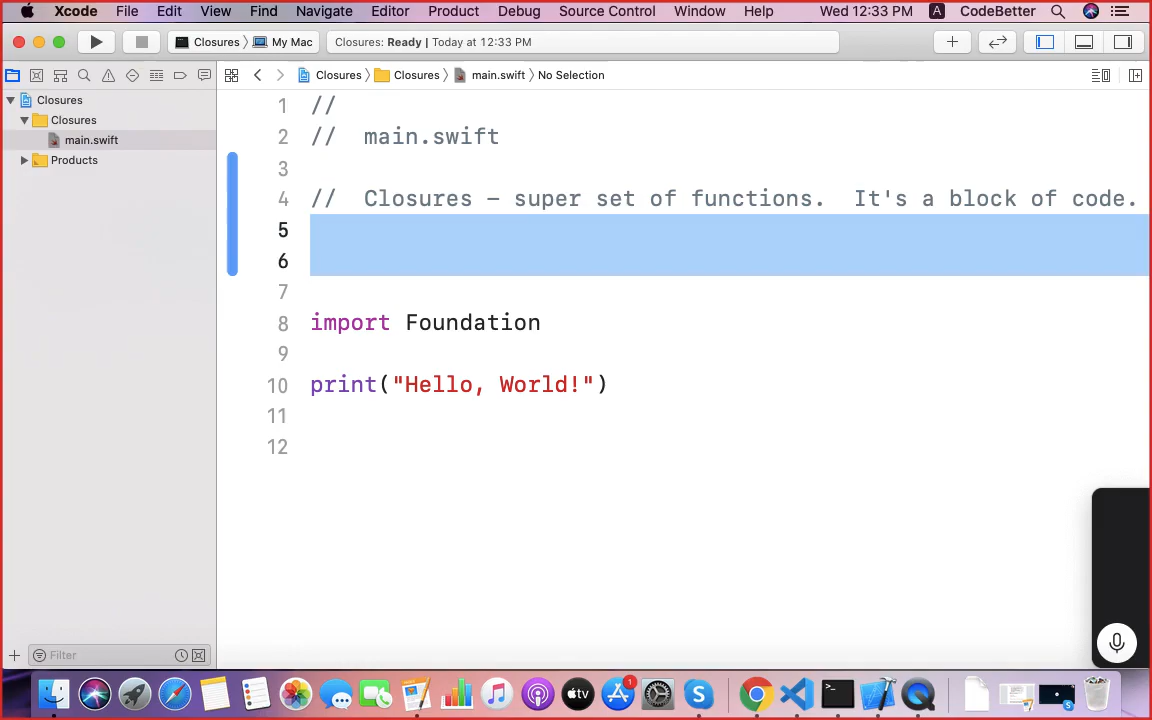 Xcode File Edit View Find Navigate Editor Product Debug Source Control Window Help Wed 12:33 PM A CodeBetter
Closures 〉 My Mac
Closures: Ready | Today at 12:33 PM
Closures 〉 Closures 〉 main.swift 〉 No Selection
Closures
Closures
main.swift
Products
1 //
2 // main.swift
3
4 // Closures – super set of functions. It's a block of code.
5
6
7
8 import Foundation
9
10 print("Hello, World!")
11
12
Filter
1
tv